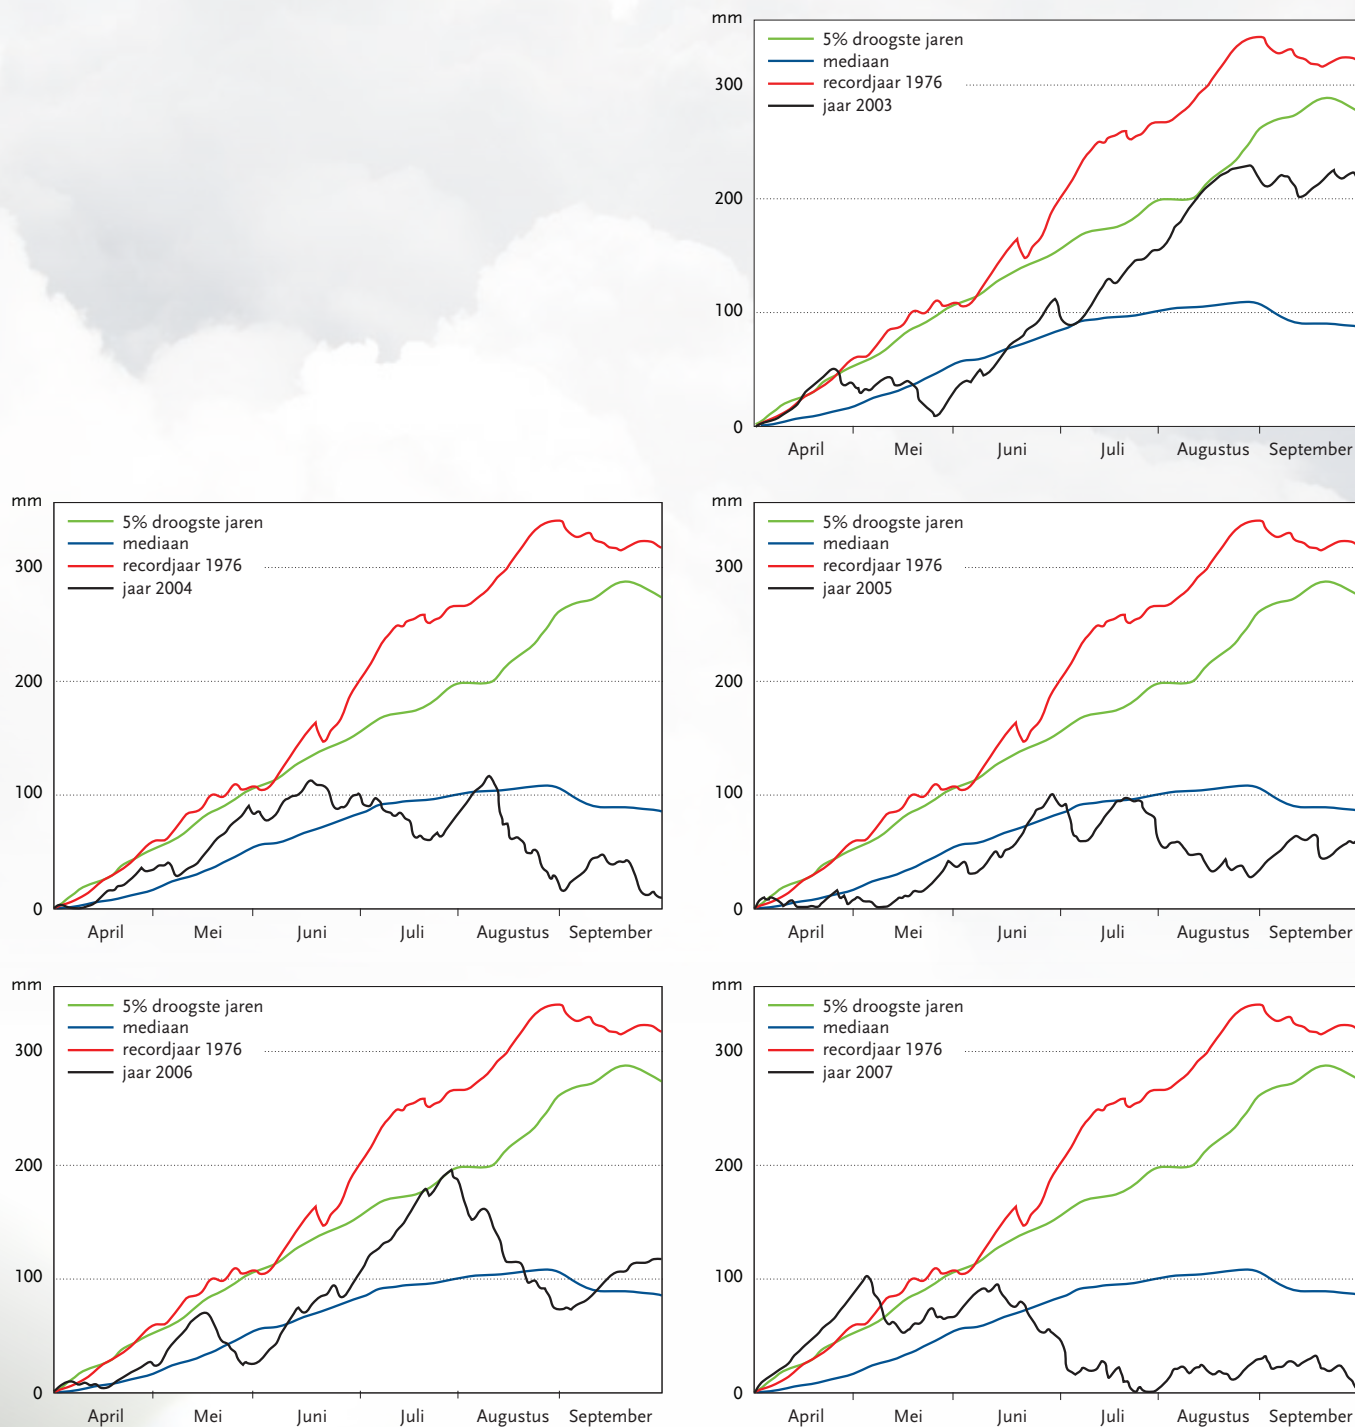 mm
5% droogste jaren
mediaan
recordjaar 1976
jaar 2003
300
200
100
0
April Mei Juni Juli Augustus September
mm
5% droogste jaren
mediaan
recordjaar 1976
jaar 2004
300
200
100
0
April Mei Juni Juli Augustus September
mm
5% droogste jaren
mediaan
recordjaar 1976
jaar 2005
300
200
100
0
April Mei Juni Juli Augustus September
mm
5% droogste jaren
mediaan
recordjaar 1976
jaar 2006
300
200
100
0
April Mei Juni Juli Augustus September
mm
5% droogste jaren
mediaan
recordjaar 1976
jaar 2007
300
200
100
0
April Mei Juni Juli Augustus September